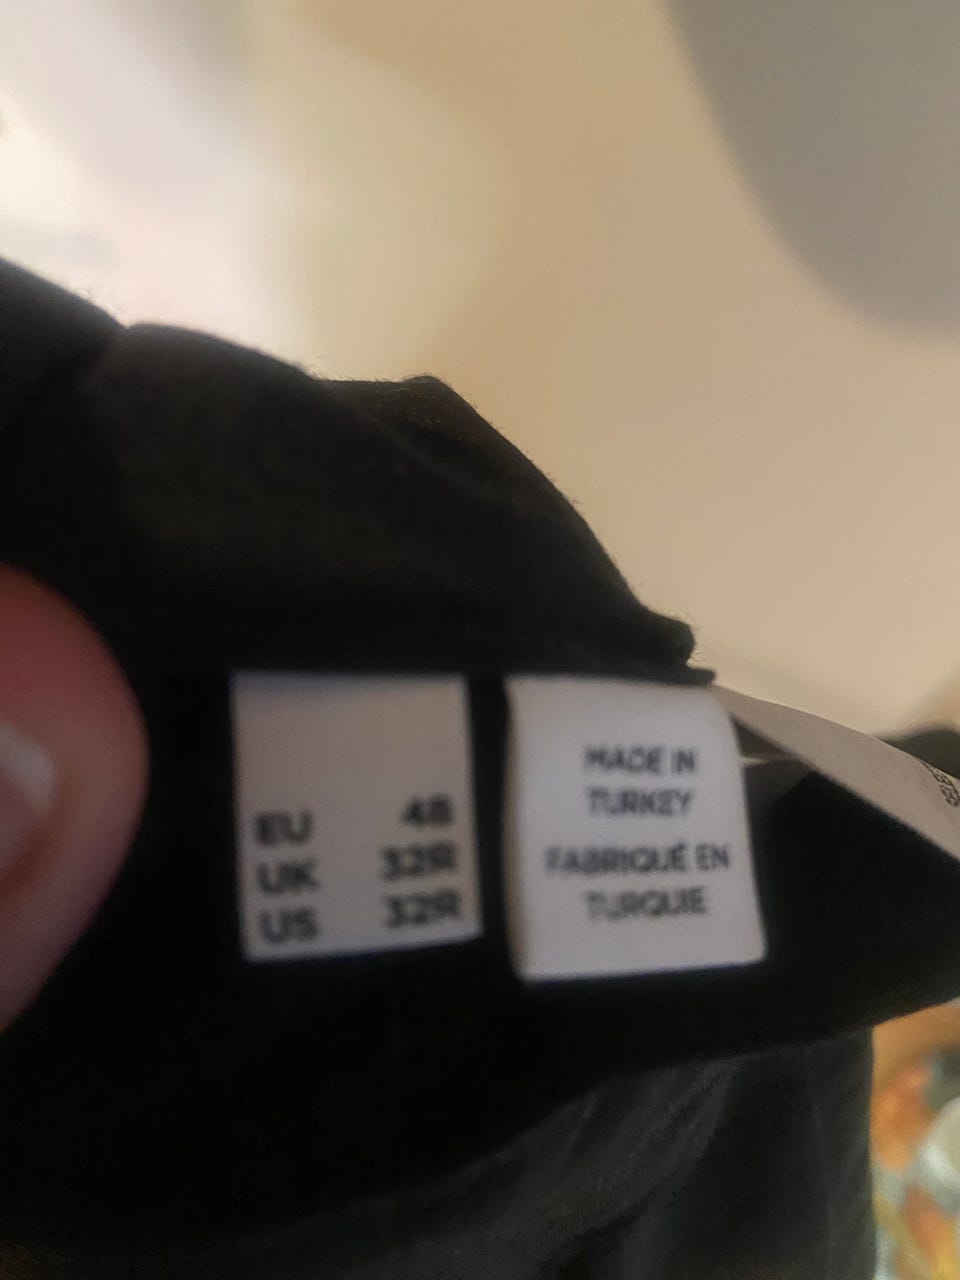 EU 48
UK 32R
US 32R
MADE IN
TURKEY
FABRIQUÉ EN
TURQUIE